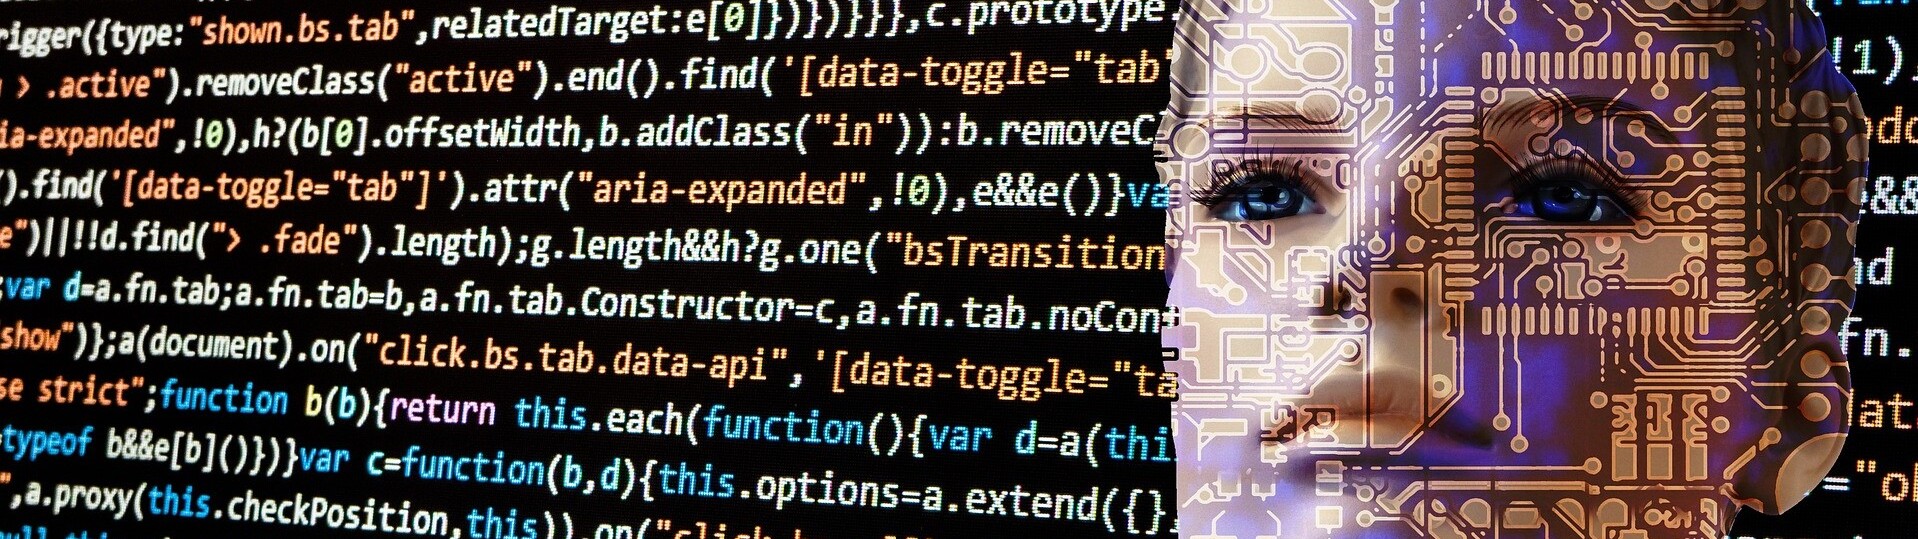 rigger({type:"shown.bs.tab",relatedTarget:e[0]})})}}},c.prototype.
> .active").removeClass("active").end().find('[data-toggle="tab" !1),
ia-expanded",!0),h?(b[0].offsetWidth,b.addClass("in")):b.removeC
().find('[data-toggle="tab"]').attr("aria-expanded",!0),e&&e()}va &&
e")||!!d.find("> .fade").length);g.length&&h?g.one("bsTransition
;var d=a.fn.tab;a.fn.tab=b,a.fn.tab.Constructor=c,a.fn.tab.noCon fn.
show")};a(document).on("click.bs.tab.data-api",'[data-toggle="ta
se strict";function b(b){return this.each(function(){var d=a(thi
typeof b&&e[b]()})}var c=function(b,d){this.options=a.extend({}, ="
",a.proxy(this.checkPosition,this)).on("click.